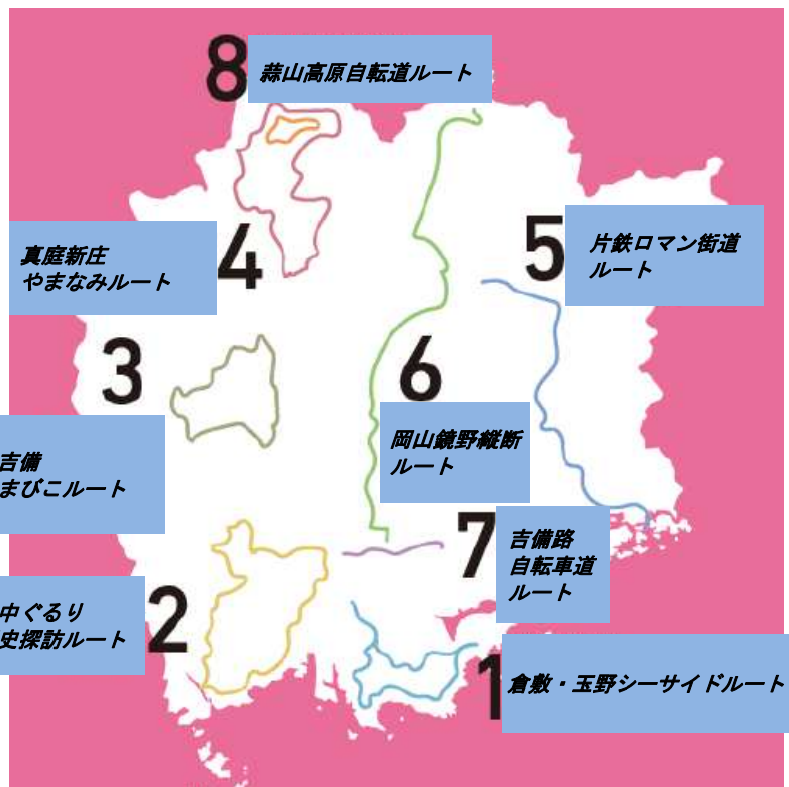 8
蒜山高原自転道ルート
真庭新庄
やまなみルート
4
5
片鉄ロマン街道
ルート
3
6
吉備
まびこルート
岡山鏡野縦断
ルート
7
吉備路
自転車道
ルート
中ぐるり
史探訪ルート
2
1
倉敷・玉野シーサイドルート